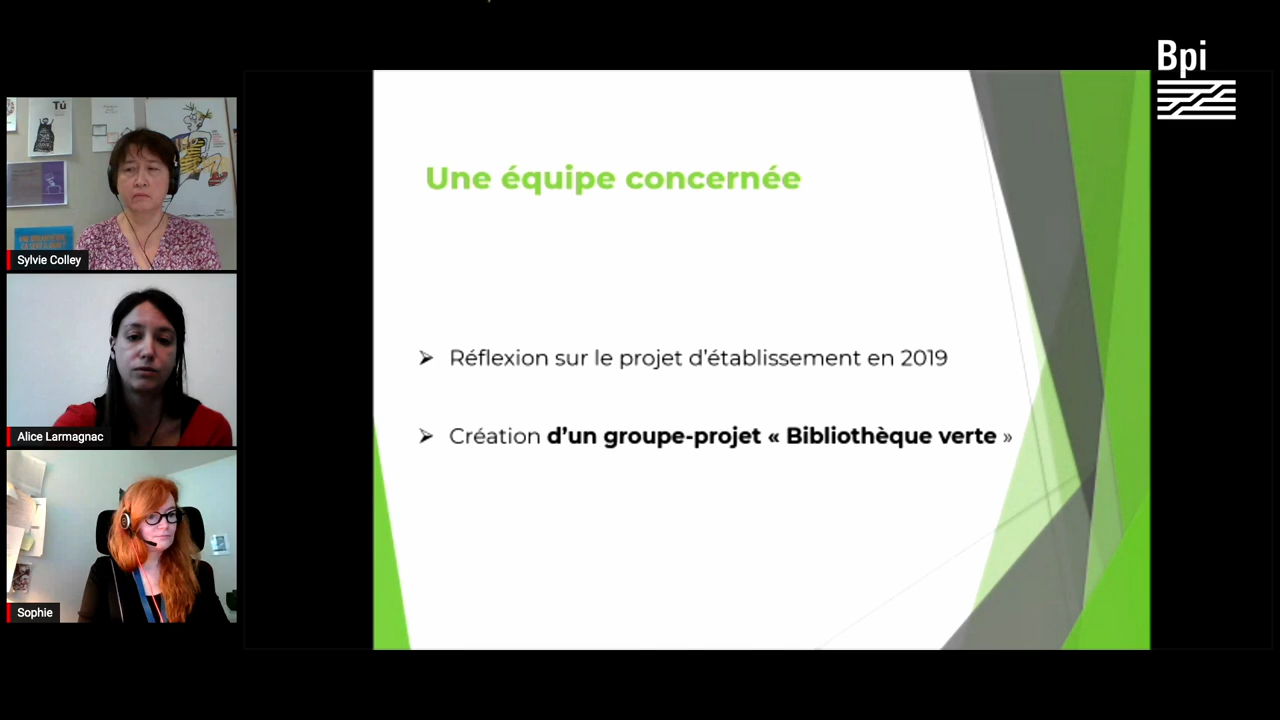 Bpi
Tú
Sylvie Colley
Alice Larmagnac
Sophie
Une équipe concernée
➢ Réflexion sur le projet d’établissement en 2019
➢ Création d’un groupe-projet « Bibliothèque verte »